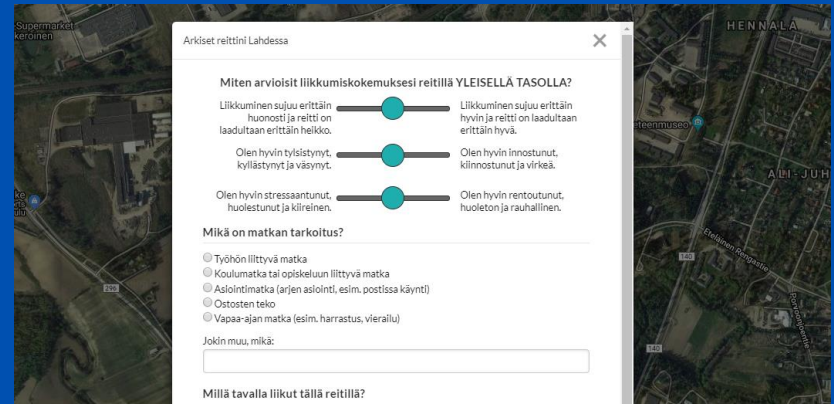 Supermarket
keroinen
HENNALA
Arkiset reittini Lahdessa
Miten arvioisit liikkumiskokemuksesi reitillä YLEISELLÄ TASOLLA?
Liikkuminen sujuu erittäin
huonosti ja reitti on
laadultaan erittäin heikko.
Liikkuminen sujuu erittäin
hyvin ja reitti on laadultaan
erittäin hyvä.
eteenmuseo
Olen hyvin tylsistynyt,
kyllästynyt ja väsynyt.
Olen hyvin innostunut,
kiinnostunut ja virkeä.
ALI-JUH
Olen hyvin stressaantunut,
huolestunut ja kiireinen.
Olen hyvin rentoutunut,
huoleton ja rauhallinen.
Mikä on matkan tarkoitus?
Eteläinen Rengastie
Työhön liittyvä matka
140
Koulumatka tai opiskeluun liittyvä matka
Asiointimatka (arjen asiointi, esim. postissa käynti)
296
Ostosten teko
Porvoonjoentie
Vapaa-ajan matka (esim. harrastus, vierailu)
Jokin muu, mikä:
140
Millä tavalla liikut tällä reitillä?